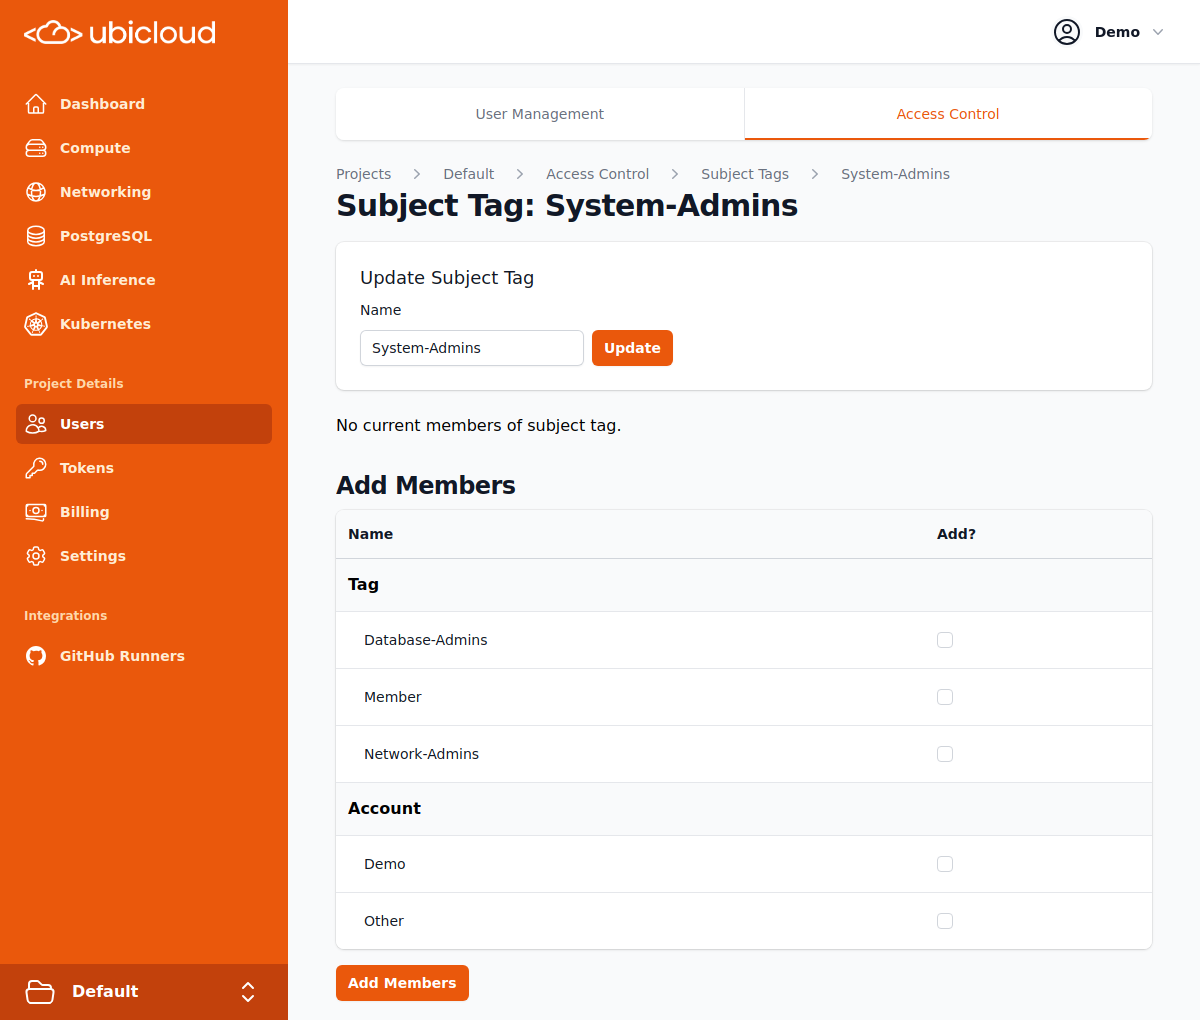 ubicloud
Demo
Dashboard
Compute
Networking
PostgreSQL
AI Inference
Kubernetes
Project Details
Users
Tokens
Billing
Settings
Integrations
GitHub Runners
Default
User Management
Access Control
Projects > Default > Access Control > Subject Tags > System-Admins
Subject Tag: System-Admins
Update Subject Tag
Name
System-Admins
Update
No current members of subject tag.
Add Members
Name Add?
Tag
Database-Admins
Member
Network-Admins
Account
Demo
Other
Add Members